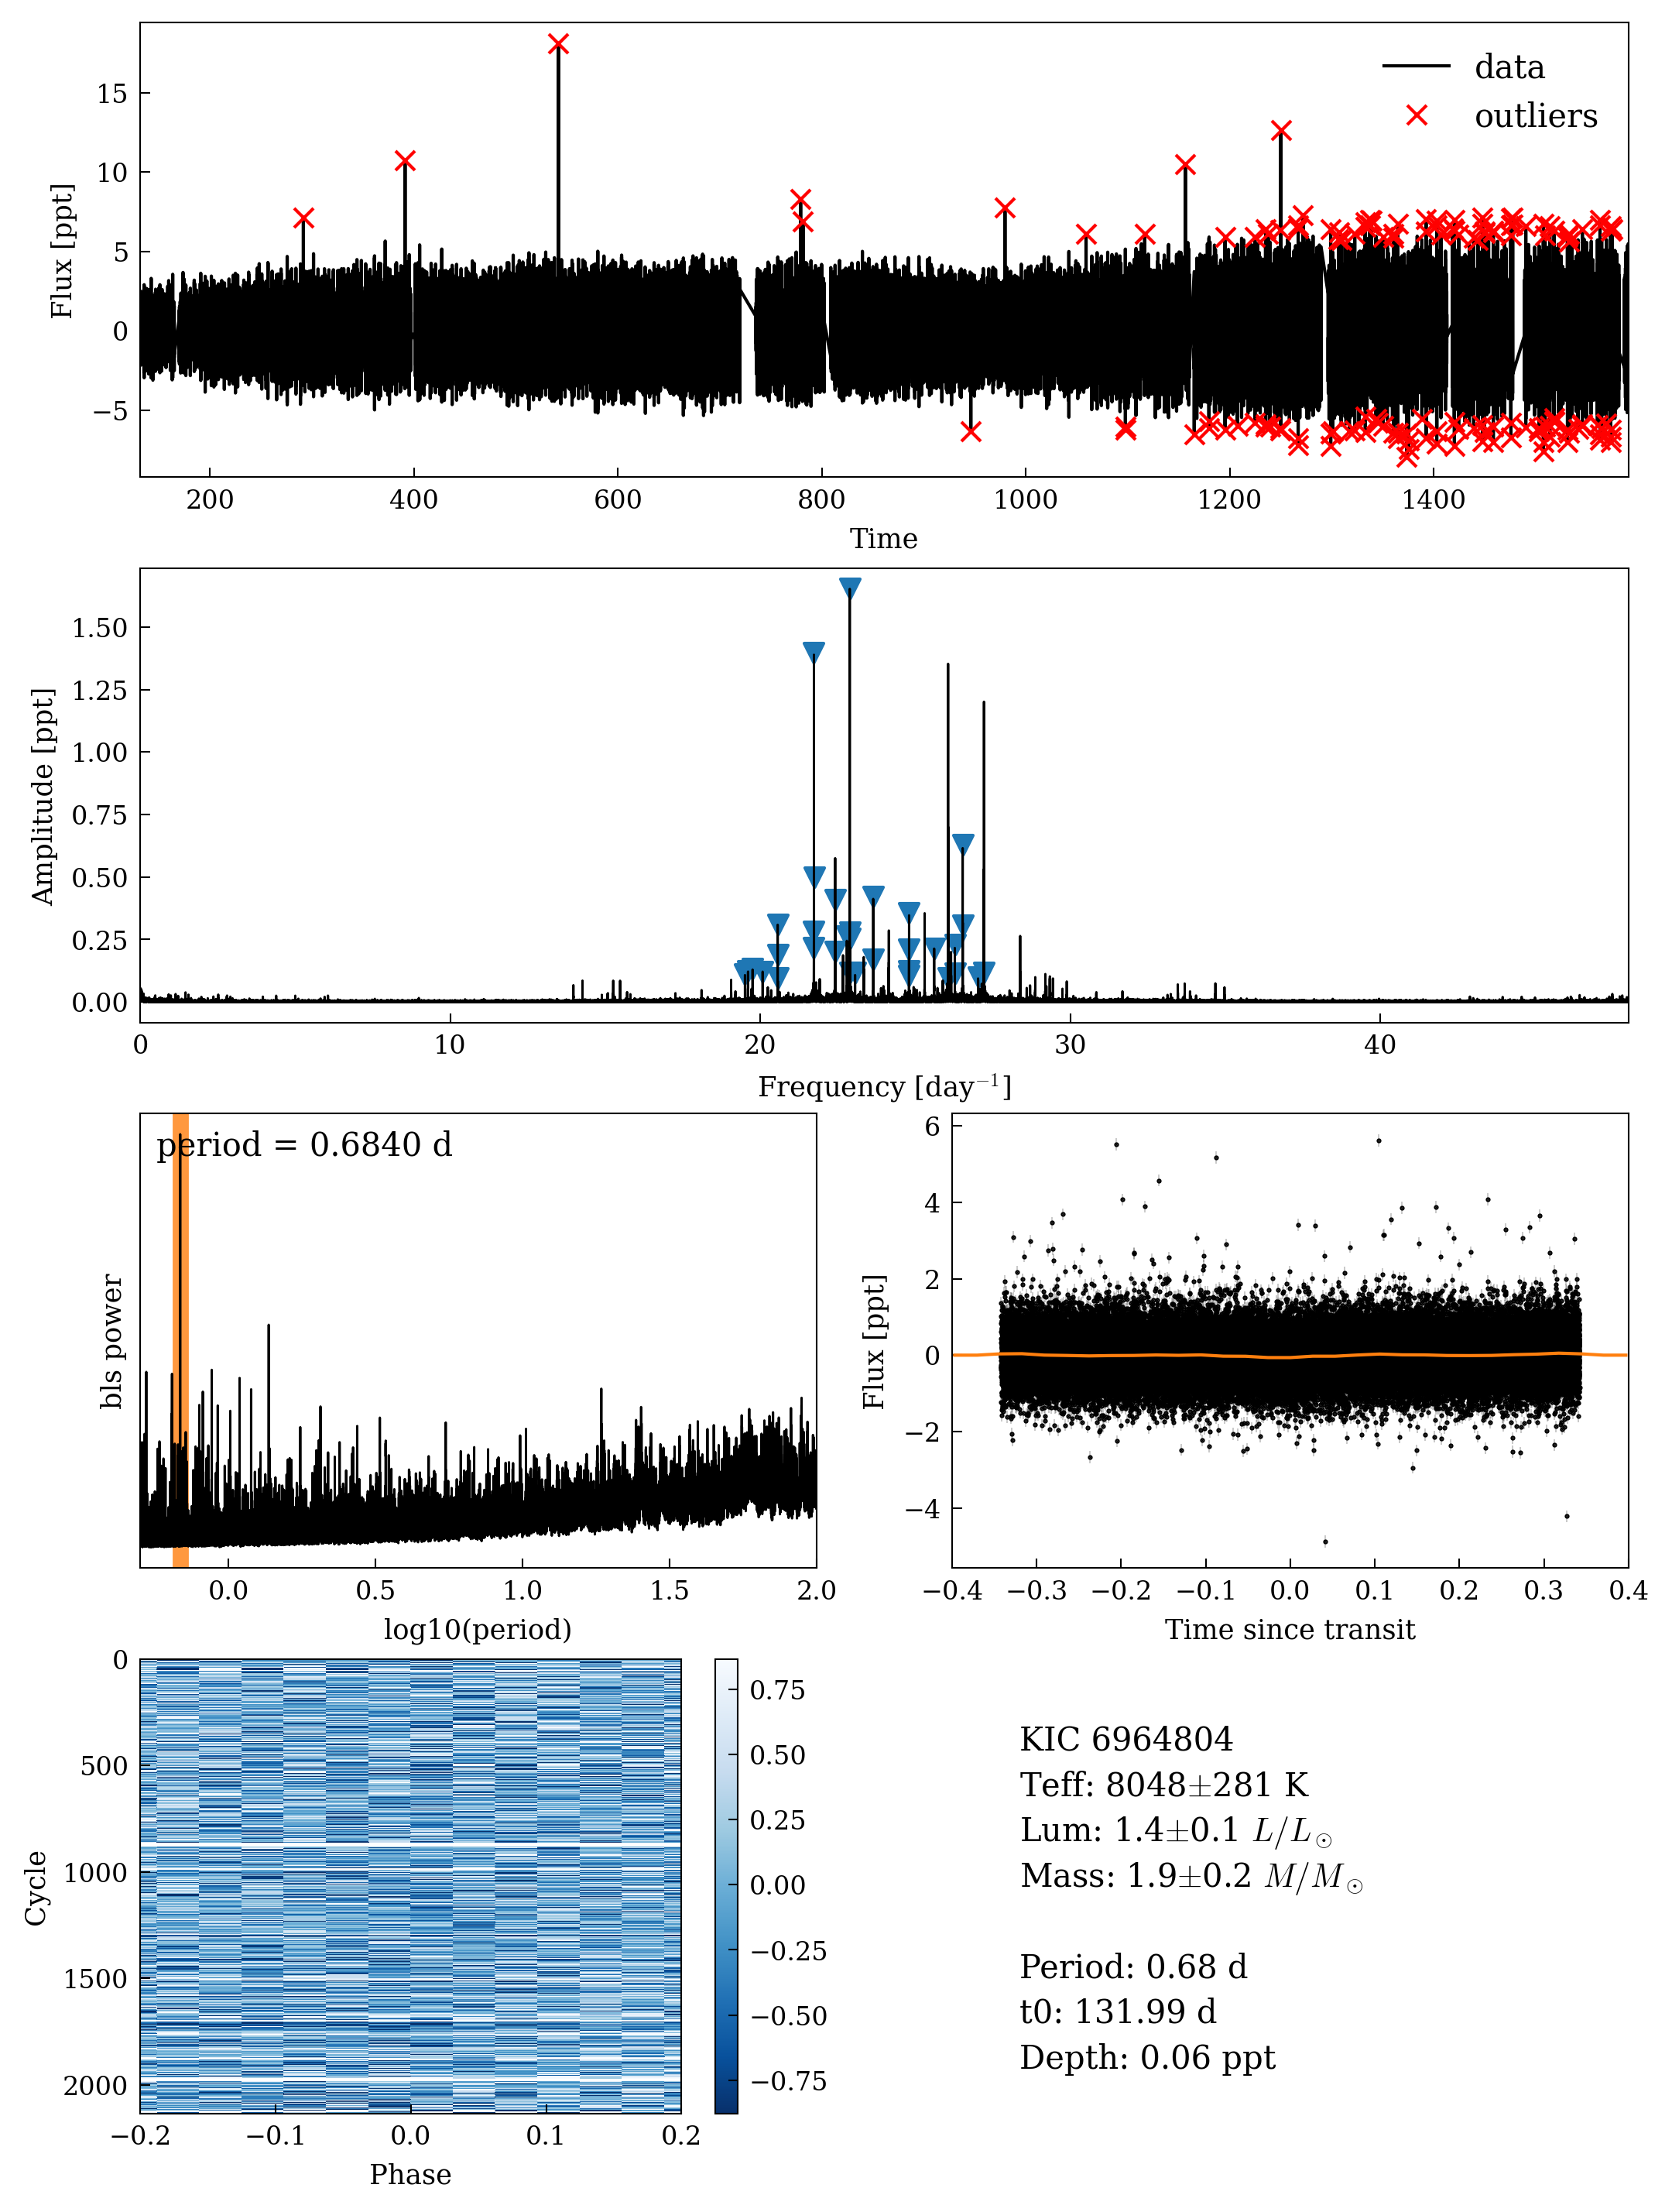 data
outliers
15
10
5
0
−5
Flux [ppt]
200 400 600 800 1000 1200 1400
Time
1.50
1.25
1.00
0.75
0.50
0.25
0.00
Amplitude [ppt]
0 10 20 30 40
Frequency [day⁻¹]
period = 0.6840 d
bls power
0.0 0.5 1.0 1.5 2.0
log10(period)
6
4
2
0
−2
−4
Flux [ppt]
−0.4 −0.3 −0.2 −0.1 0.0 0.1 0.2 0.3 0.4
Time since transit
0
500
1000
1500
2000
Cycle
−0.2 −0.1 0.0 0.1 0.2
Phase
0.75
0.50
0.25
0.00
−0.25
−0.50
−0.75
KIC 6964804
Teff: 8048±281 K
Lum: 1.4±0.1 L/L⊙
Mass: 1.9±0.2 M/M⊙
Period: 0.68 d
t0: 131.99 d
Depth: 0.06 ppt